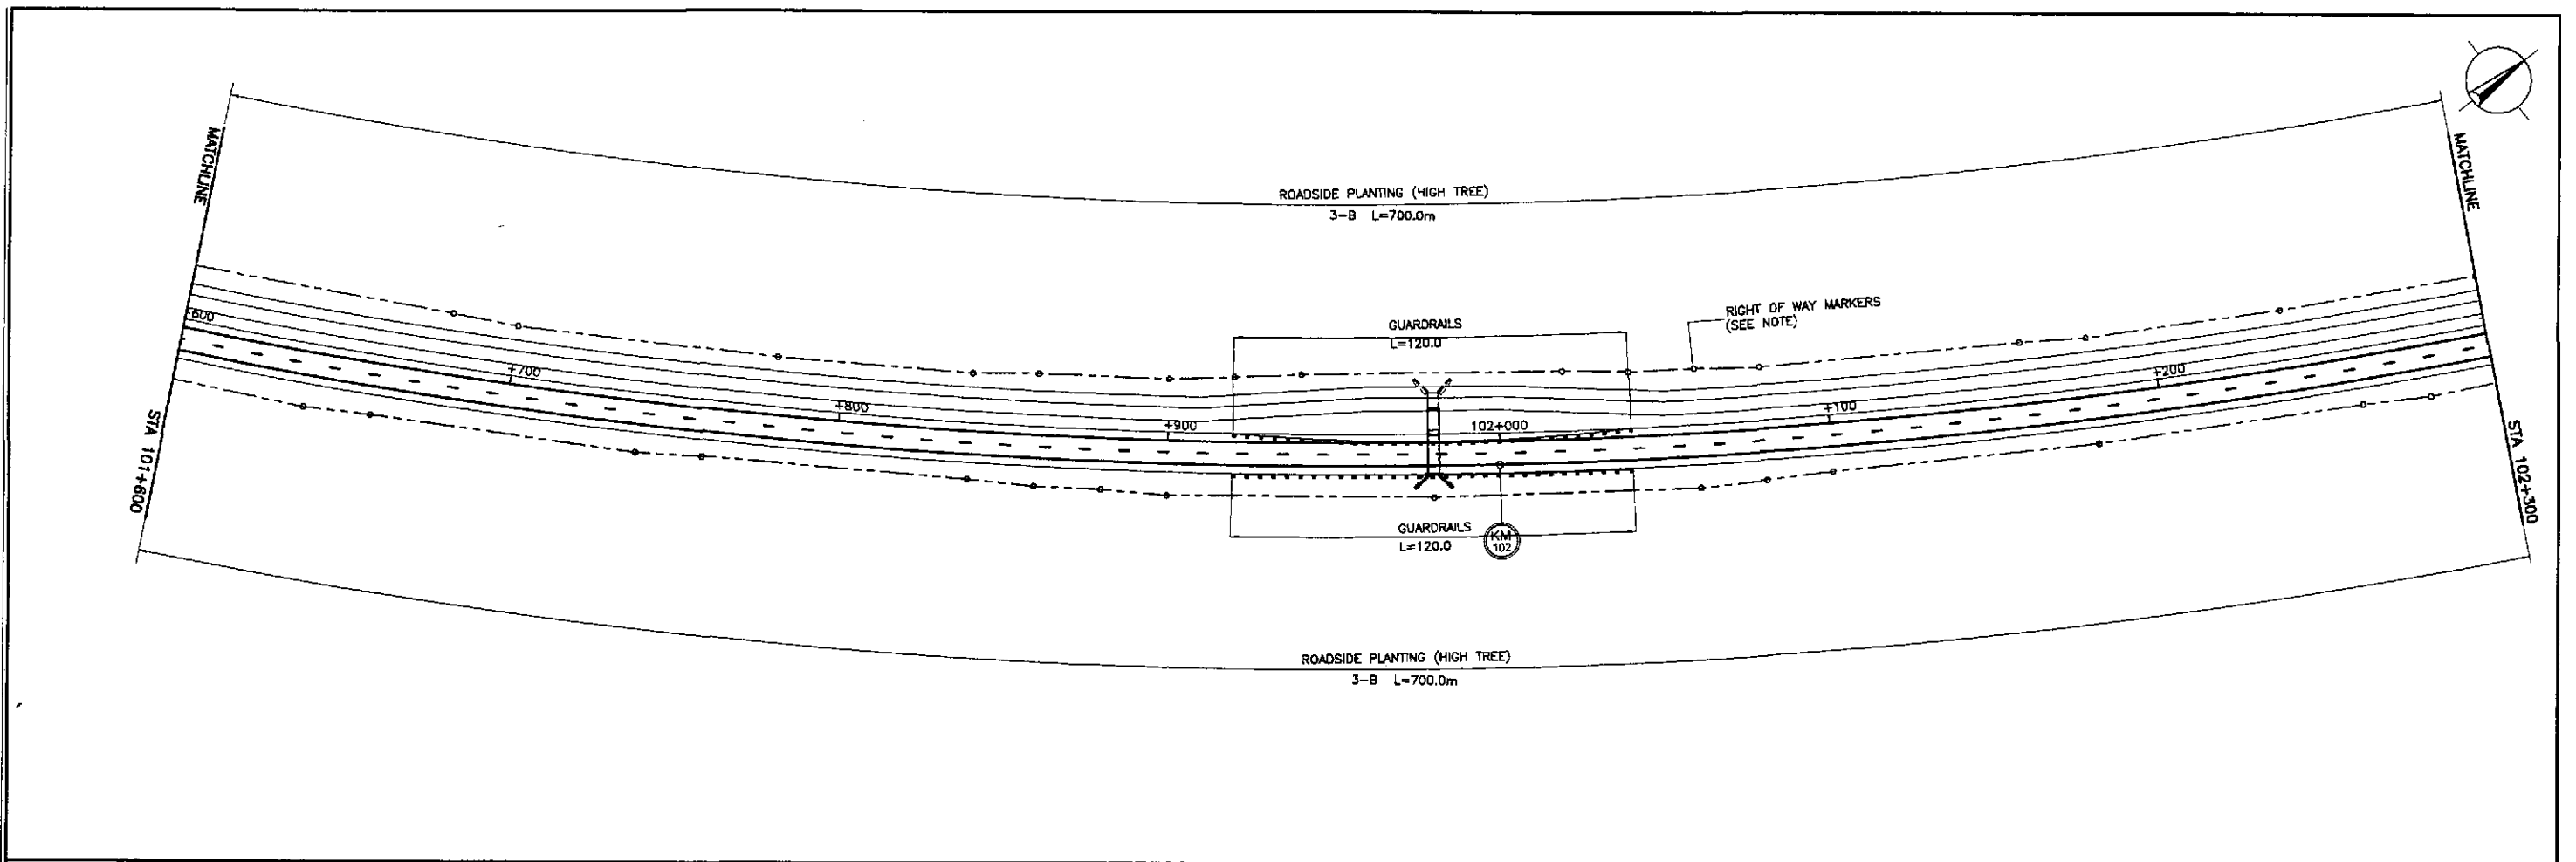 MATCHLINE
MATCHLINE
ROADSIDE PLANTING (HIGH TREE)
3-B L=700.0m
GUARDRAILS
L=120.0
RIGHT OF WAY MARKERS
(SEE NOTE)
+600
+700
+800
+900
102+000
+100
+200
STA 101+600
STA 102+300
GUARDRAILS
L=120.0
KM
102
ROADSIDE PLANTING (HIGH TREE)
3-B L=700.0m